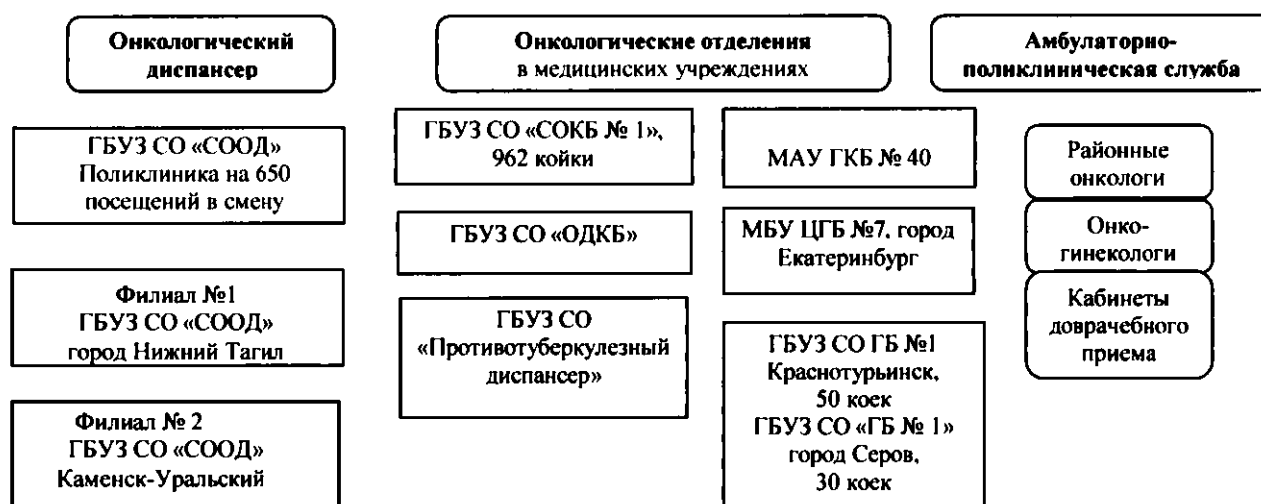 Онкологический
диспансер
Онкологические отделения
в медицинских учреждениях
Амбулаторно-
поликлиническая служба
ГБУЗ СО «СООД»
Поликлиника на 650
посещений в смену
Филиал №1
ГБУЗ СО «СООД»
город Нижний Тагил
Филиал № 2
ГБУЗ СО «СООД»
Каменск-Уральский
ГБУЗ СО «СОКБ № 1»,
962 койки
ГБУЗ СО «ОДКБ»
ГБУЗ СО
«Противотуберкулезный
диспансер»
МАУ ГКБ № 40
МБУ ЦГБ №7. город
Екатеринбург
ГБУЗ СО ГБ №1
Краснотурьинск,
50 коек
ГБУЗ СО «ГБ № 1»
город Серов,
30 коек
Районные
онкологи
Онко-
гинекологи
Кабинеты
доврачебного
приема